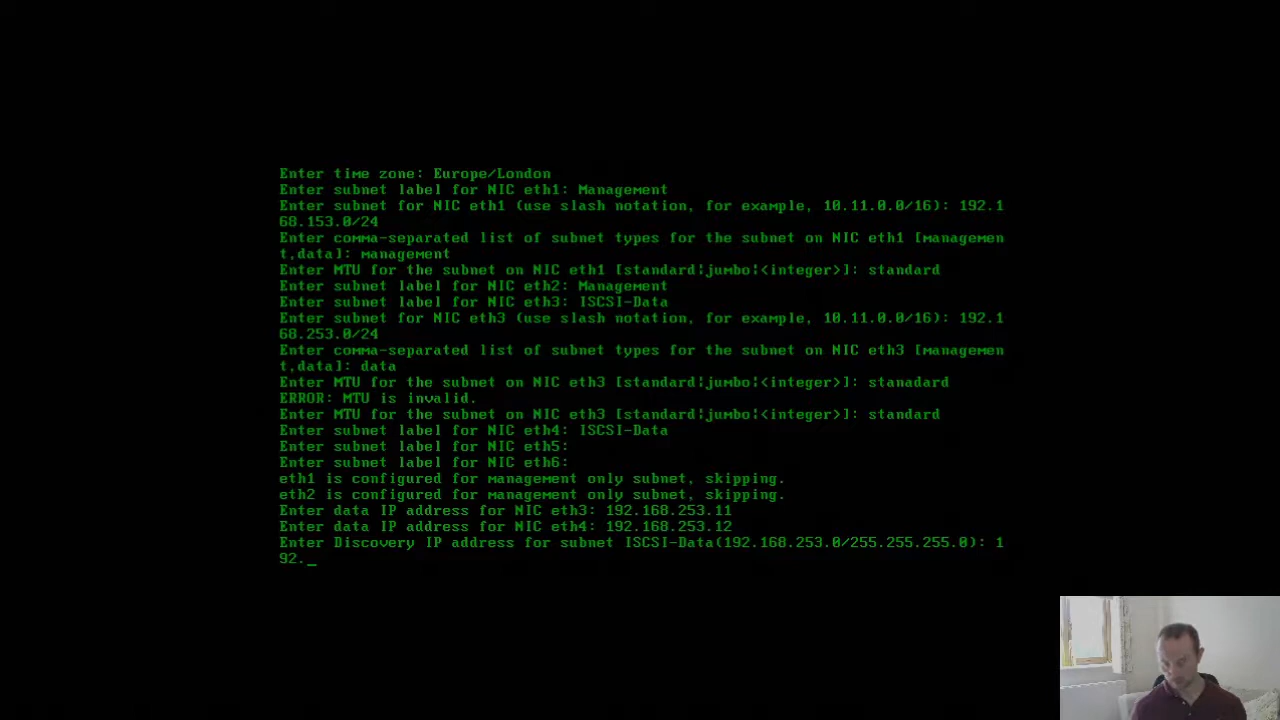 Enter time zone: Europe/London
Enter subnet label for NIC eth1: Management
Enter subnet for NIC eth1 (use slash notation, for example, 10.11.0.0/16): 192.1
68.153.0/24
Enter comma-separated list of subnet types for the subnet on NIC eth1 [managemen
t,data]: management
Enter MTU for the subnet on NIC eth1 [standard¦jumbo¦<integer>]: standard
Enter subnet label for NIC eth2: Management
Enter subnet label for NIC eth3: ISCSI-Data
Enter subnet for NIC eth3 (use slash notation, for example, 10.11.0.0/16): 192.1
68.253.0/24
Enter comma-separated list of subnet types for the subnet on NIC eth3 [managemen
t,data]: data
Enter MTU for the subnet on NIC eth3 [standard¦jumbo¦<integer>]: stanadard
ERROR: MTU is invalid.
Enter MTU for the subnet on NIC eth3 [standard¦jumbo¦<integer>]: standard
Enter subnet label for NIC eth4: ISCSI-Data
Enter subnet label for NIC eth5:
Enter subnet label for NIC eth6:
eth1 is configured for management only subnet, skipping.
eth2 is configured for management only subnet, skipping.
Enter data IP address for NIC eth3: 192.168.253.11
Enter data IP address for NIC eth4: 192.168.253.12
Enter Discovery IP address for subnet ISCSI-Data(192.168.253.0/255.255.255.0): 1
92._